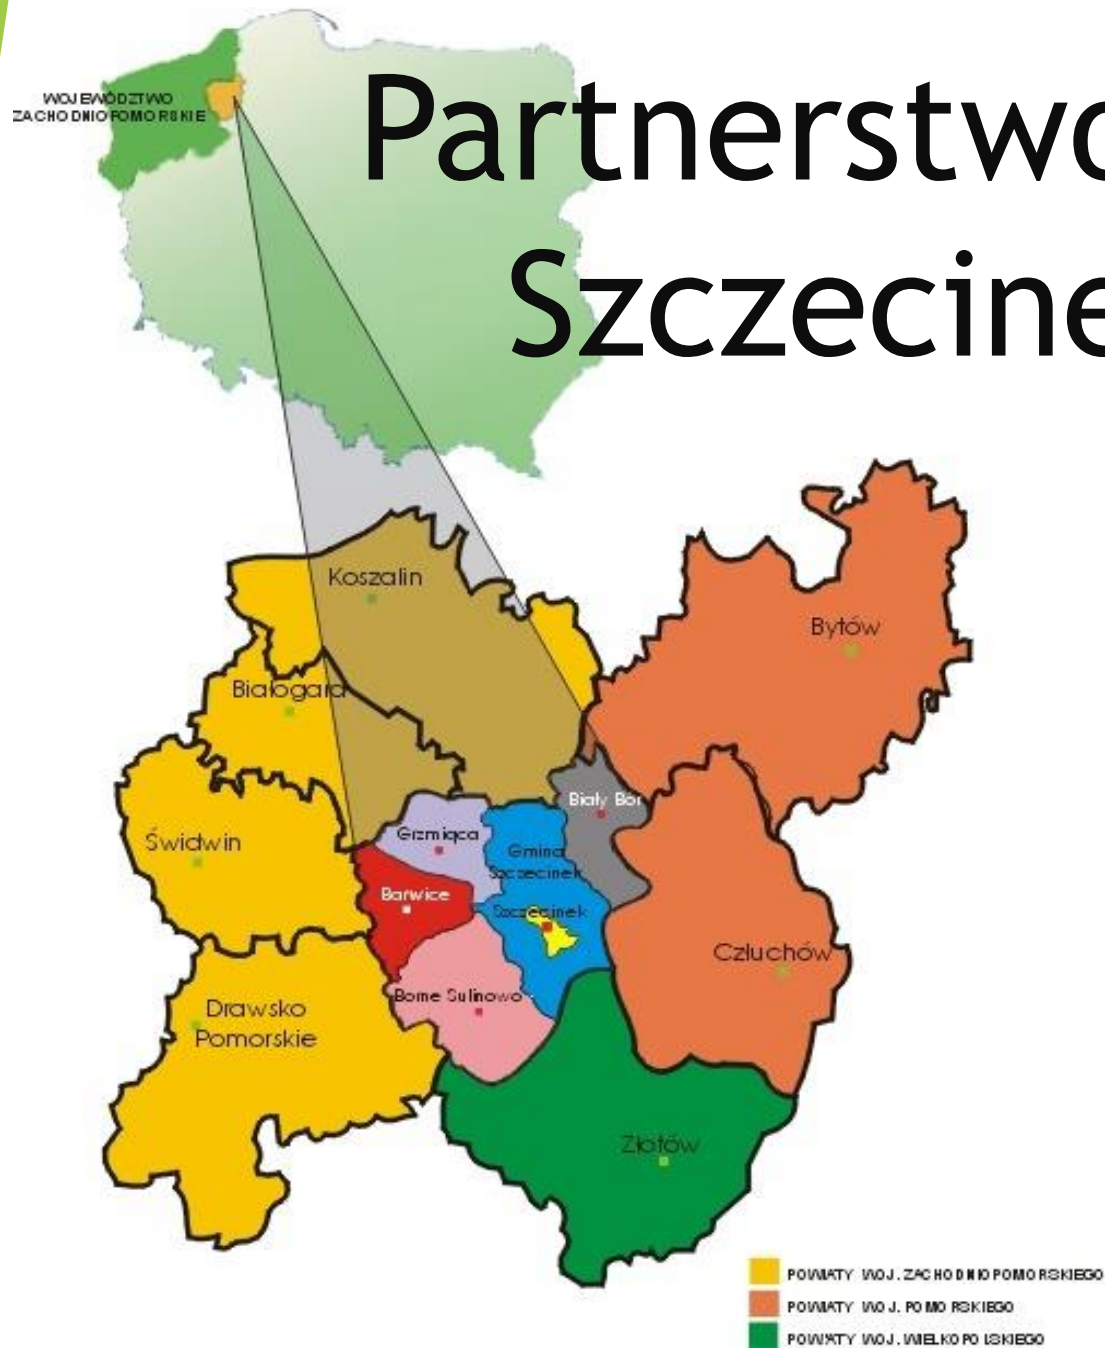 WOJEWÓDZTWO
ZACHODNIOPOMORSKIE
Partnerstwo
Szczecine
Koszalin
Bytów
Białogard
Biały Bór
Świdwin
Grzmiąca
Gmina
Szczecinek
Barwice
Szczecinek
Człuchów
Borne Sulinowo
Drawsko
Pomorskie
Złotów
POWIATY WOJ. ZACHODNIOPOMORSKIEGO
POWIATY WOJ. POMORSKIEGO
POWIATY WOJ. WIELKOPOLSKIEGO